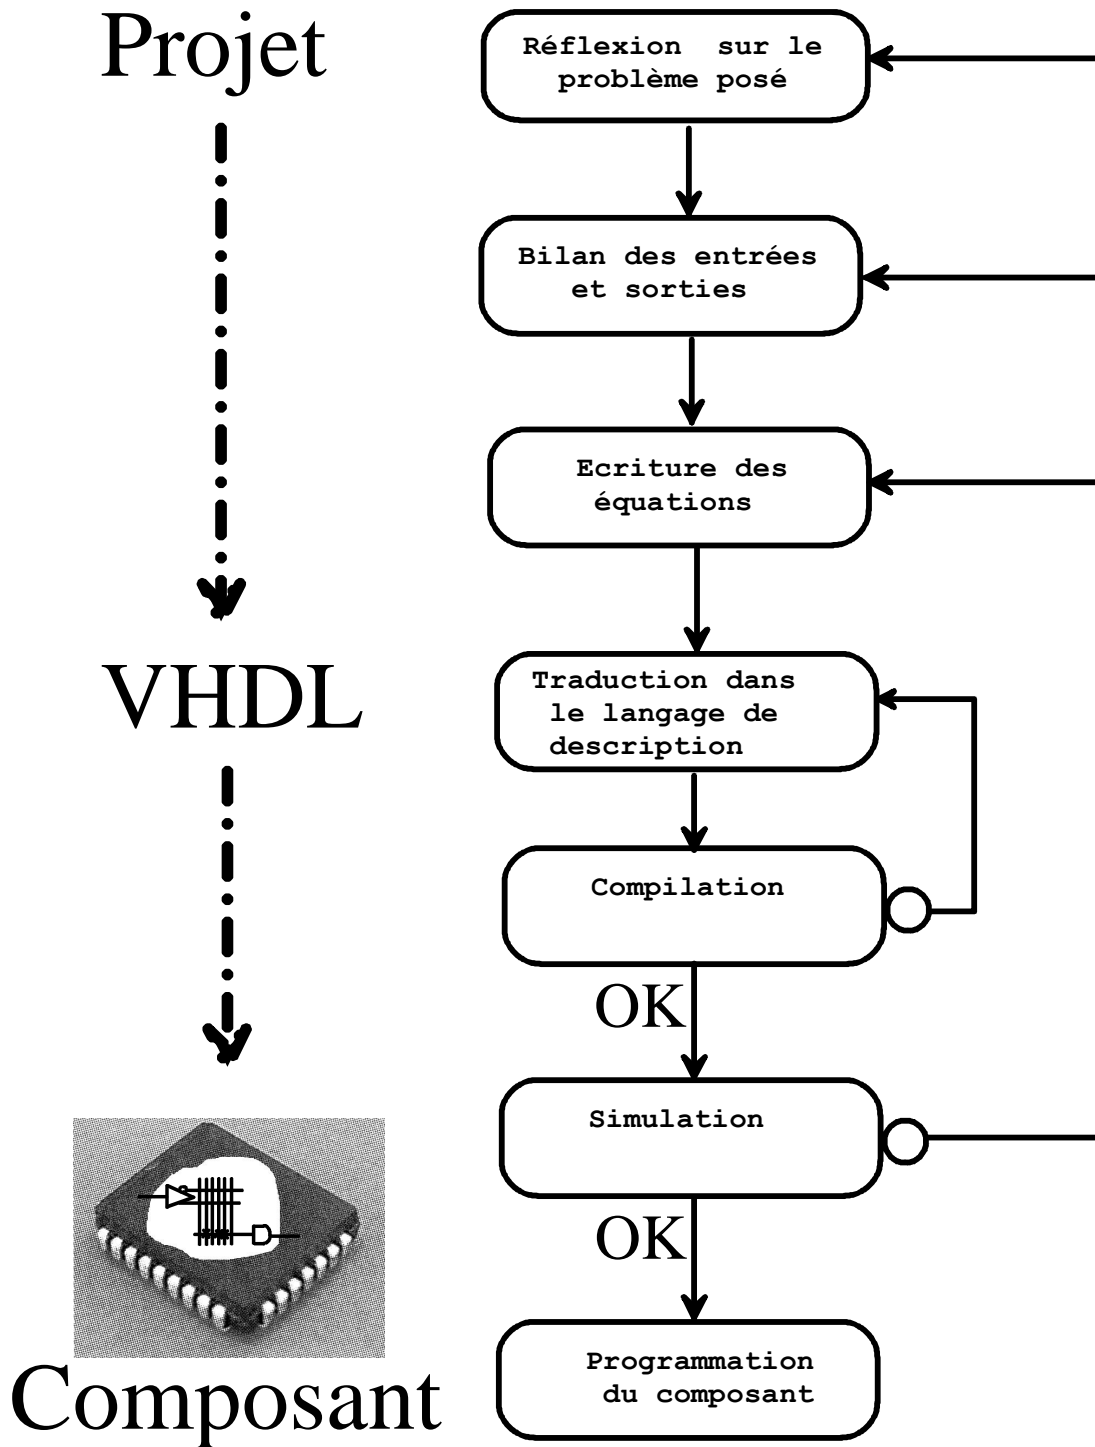 Projet
Réflexion sur le
problème posé
Bilan des entrées
et sorties
Ecriture des
équations
VHDL
Traduction dans
le langage de
description
Compilation
OK
Simulation
OK
Programmation
du composant
Composant